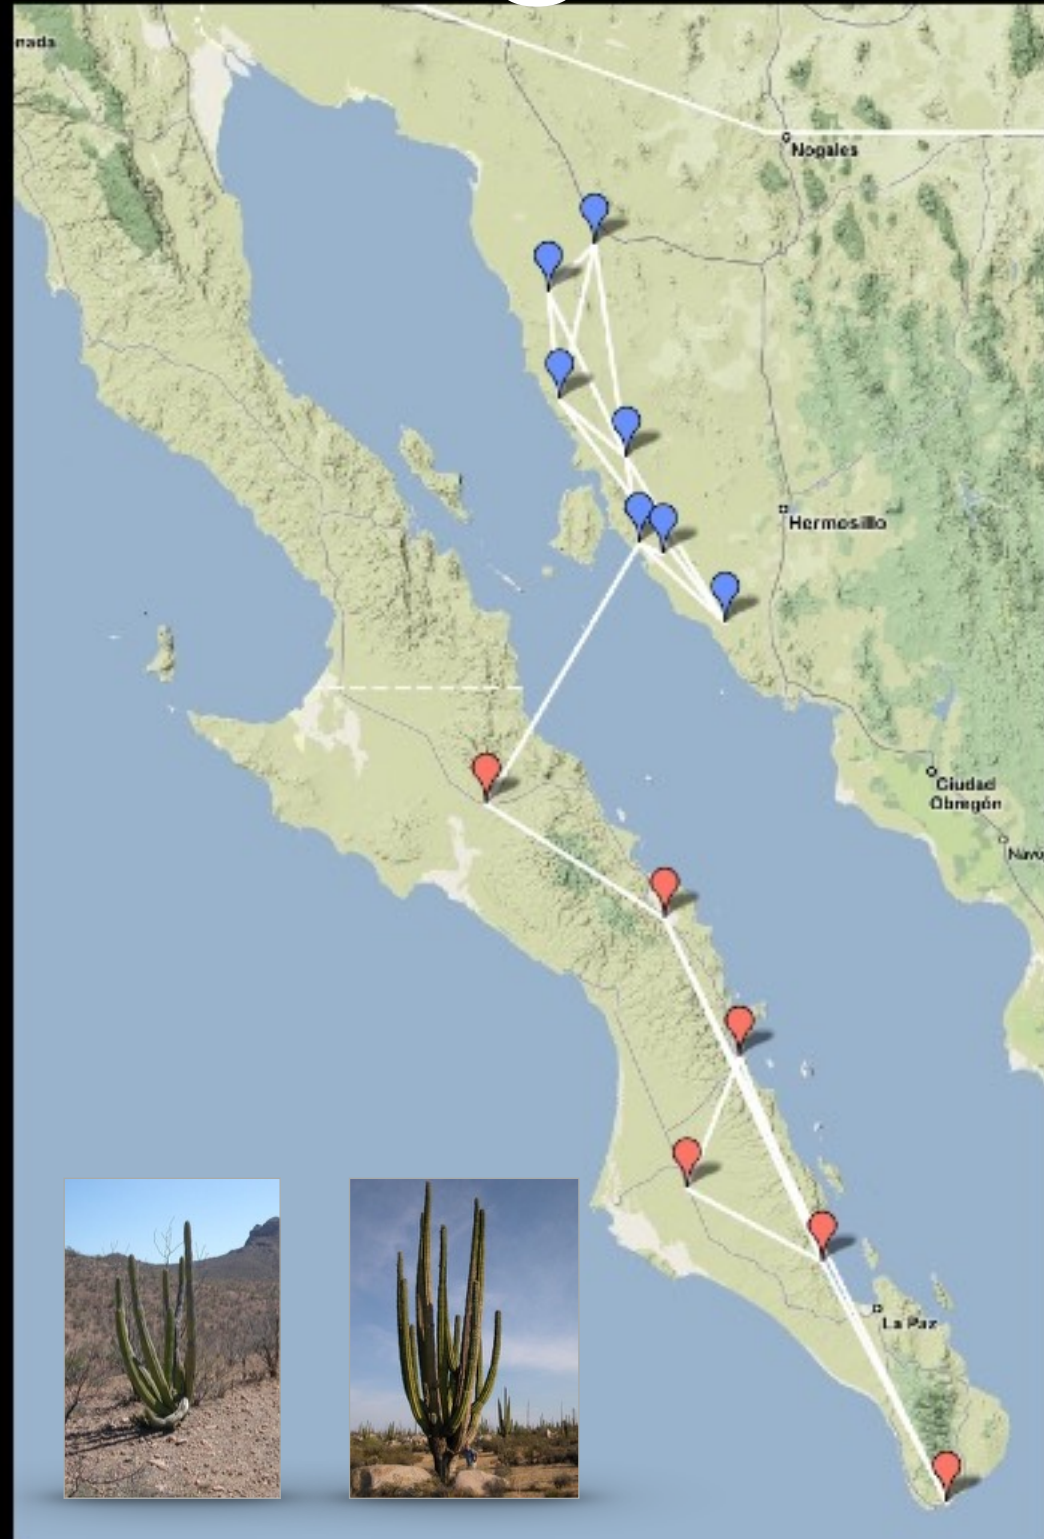 nada
Nogales
Hermosillo
Ciudad
Obregón
Navo
La Paz